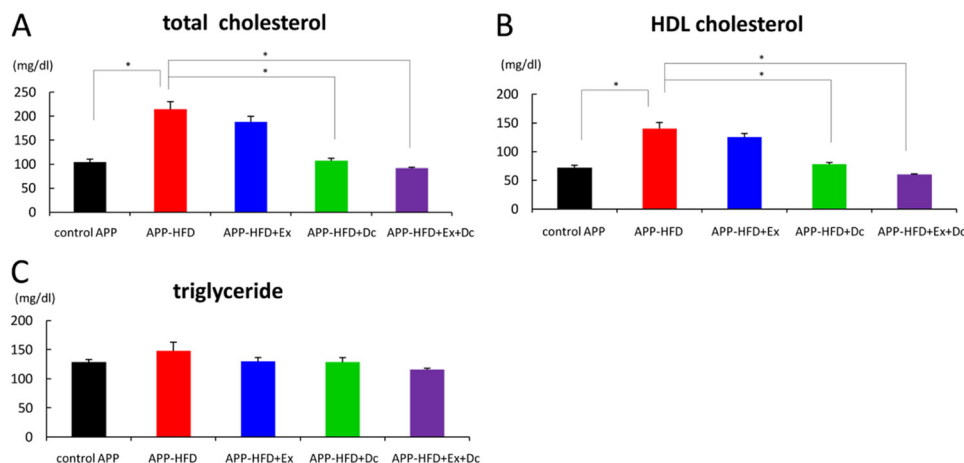 A
total cholesterol
(mg/dl)
*
*
*
250
200
150
100
50
0
control APP APP-HFD APP-HFD+Ex APP-HFD+Dc APP-HFD+Ex+Dc
B
HDL cholesterol
(mg/dl)
*
*
*
200
150
100
50
0
control APP APP-HFD APP-HFD+Ex APP-HFD+Dc APP-HFD+Ex+Dc
C
triglyceride
(mg/dl)
200
150
100
50
0
control APP APP-HFD APP-HFD+Ex APP-HFD+Dc APP-HFD+Ex+Dc